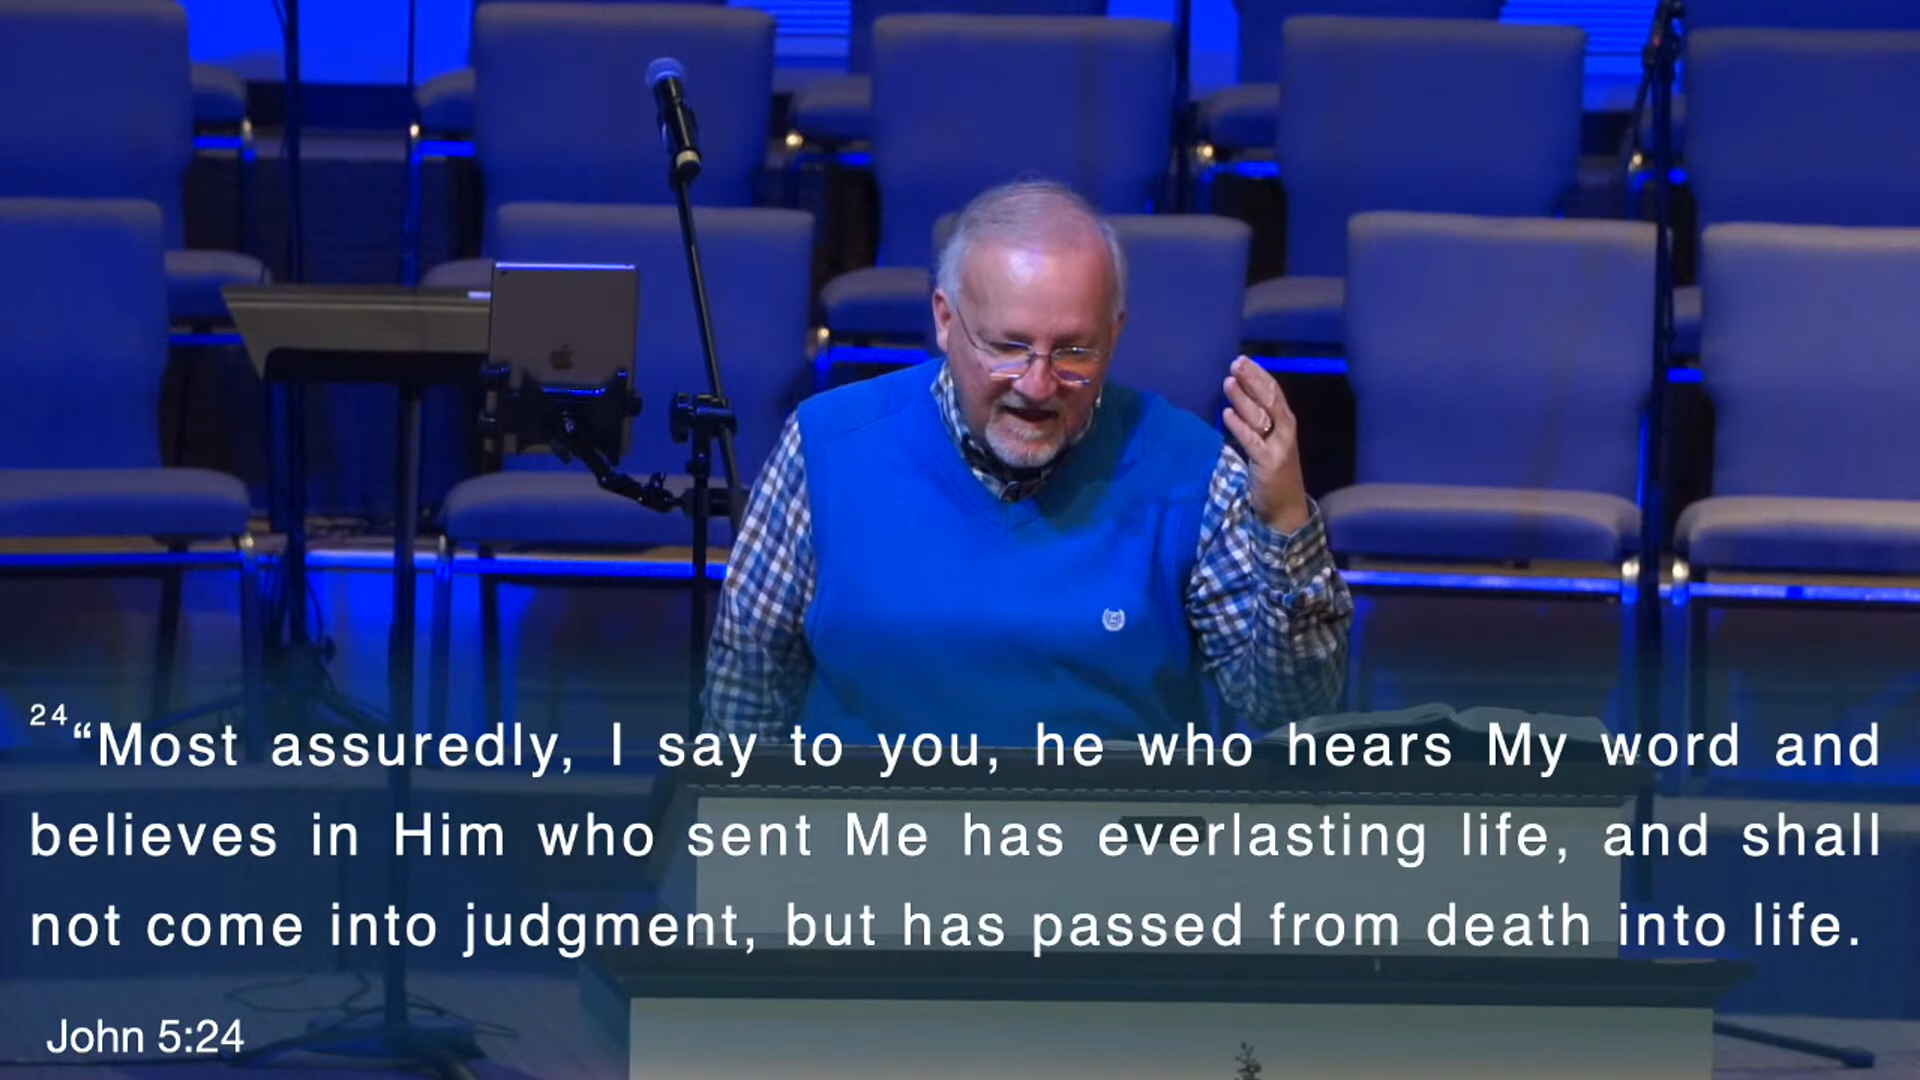 24“Most assuredly, I say to you, he who hears My word and
believes in Him who sent Me has everlasting life, and shall
not come into judgment, but has passed from death into life.
John 5:24